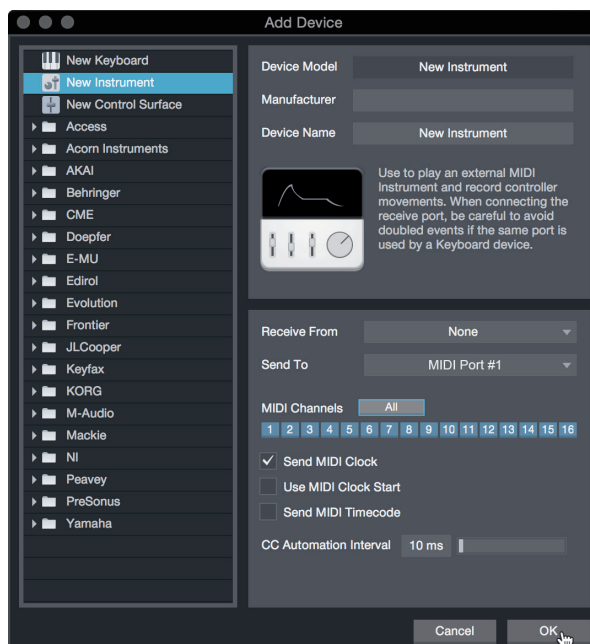 Add Device
New Keyboard
New Instrument
New Control Surface
Access
Acorn Instruments
AKAI
Behringer
CME
Doepfer
E-MU
Edirol
Evolution
Frontier
JLCooper
Keyfax
KORG
M-Audio
Mackie
NI
Peavey
PreSonus
Yamaha
Device Model New Instrument
Manufacturer
Device Name New Instrument
Use to play an external MIDI
Instrument and record controller
movements. When connecting the
receive port, be careful to avoid
doubled events if the same port is
used by a Keyboard device.
Receive From None
Send To MIDI Port #1
MIDI Channels All
1 2 3 4 5 6 7 8 9 10 11 12 13 14 15 16
Send MIDI Clock
Use MIDI Clock Start
Send MIDI Timecode
CC Automation Interval 10 ms
Cancel OK